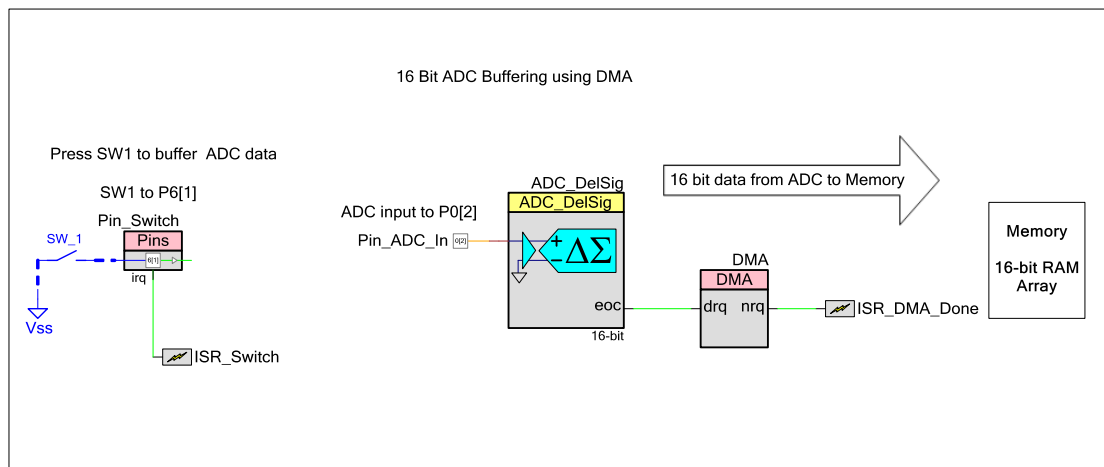 16 Bit ADC Buffering using DMA
Press SW1 to buffer ADC data
SW1 to P6[1]
Pin_Switch
Pins
SW_1
6[1]
irq
Vss
ISR_Switch
ADC input to P0[2]
Pin_ADC_In
0[2]
ADC_DelSig
ADC_DelSig
+
ΔΣ
−
eoc
16-bit
16 bit data from ADC to Memory
DMA
DMA
drq nrq
ISR_DMA_Done
Memory
16-bit RAM
Array